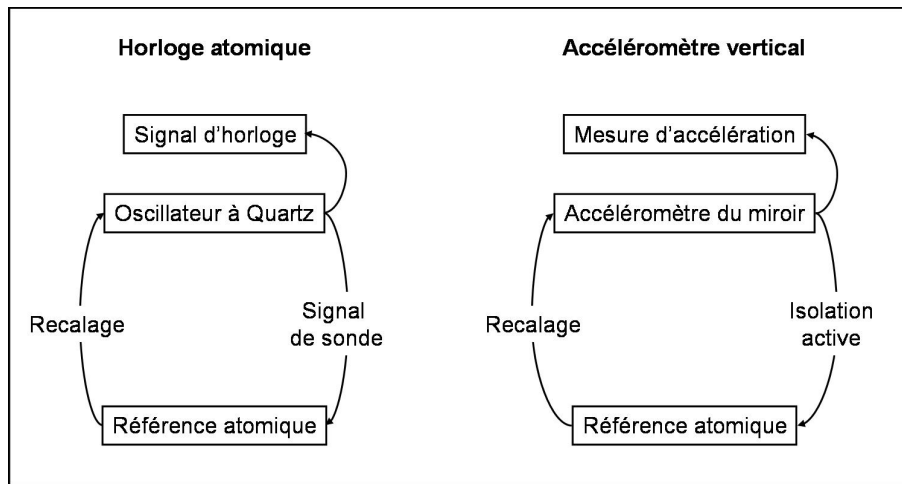 Horloge atomique
Signal d'horloge
Oscillateur à Quartz
Recalage
Signal
de sonde
Référence atomique
Accéléromètre vertical
Mesure d'accélération
Accéléromètre du miroir
Recalage
Isolation
active
Référence atomique